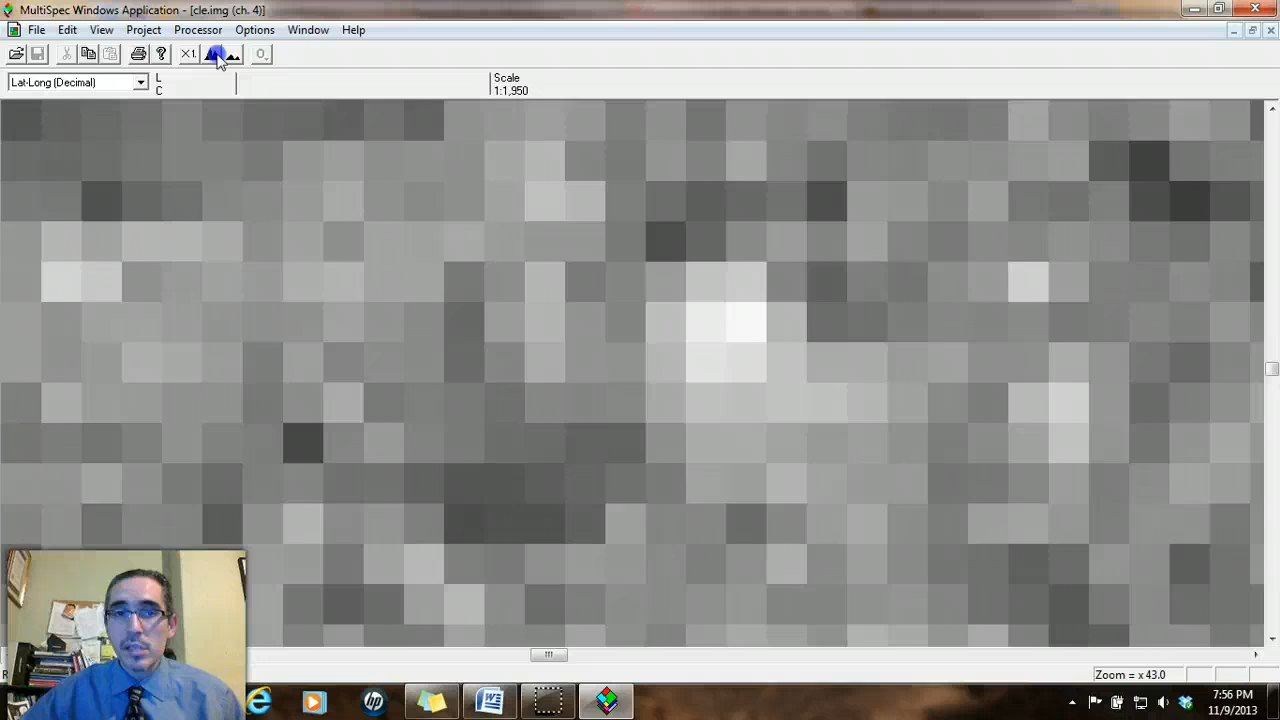 MultiSpec Windows Application - [cle.img (ch. 4)]
File Edit View Project Processor Options Window Help
×1
Lat-Long (Decimal)
L
C
Scale
1:1,950
Zoom = x 43.0
7:56 PM
11/9/2013